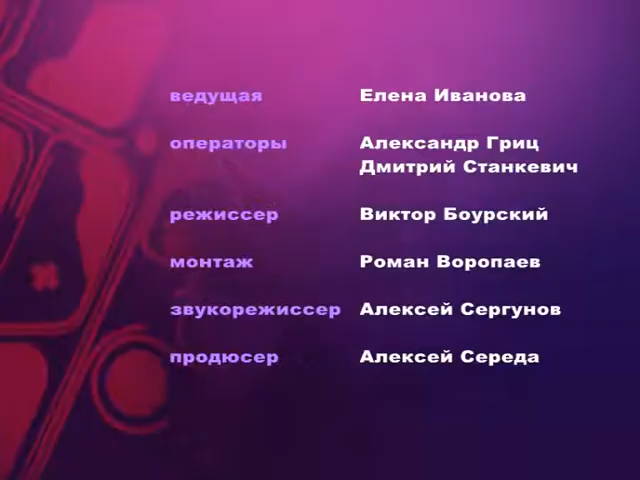 ведущая Елена Иванова
операторы Александр Гриц
Дмитрий Станкевич
режиссер Виктор Боурский
монтаж Роман Воропаев
звукорежиссер Алексей Сергунов
продюсер Алексей Середа